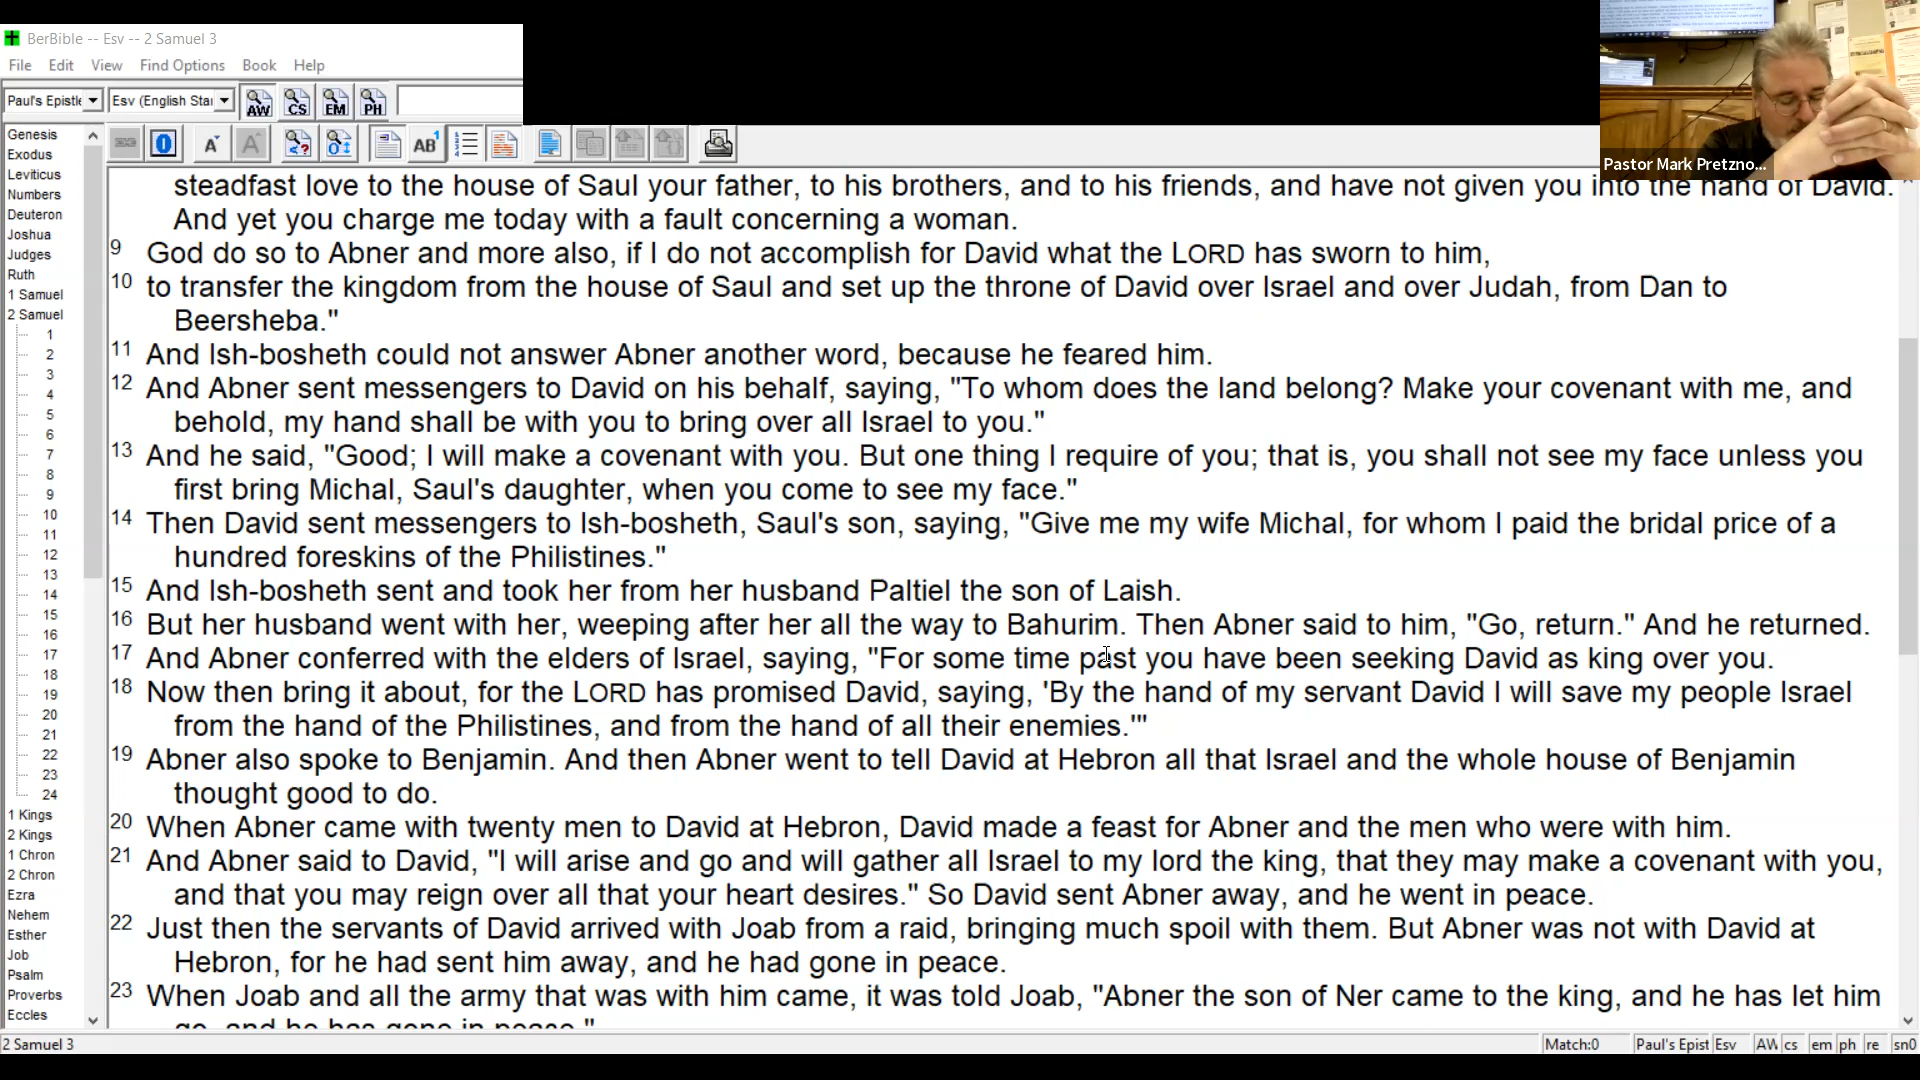 BerBible -- Esv -- 2 Samuel 3
File Edit View Find Options Book Help
Paul's Epistle Esv (English Star AW CS EM PH
A A AB
Pastor Mark Pretzno...
Genesis
Exodus
Leviticus
Numbers
Deuteron
Joshua
Judges
Ruth
1 Samuel
2 Samuel
1
2
3
4
5
6
7
8
9
10
11
12
13
14
15
16
17
18
19
20
21
22
23
24
1 Kings
2 Kings
1 Chron
2 Chron
Ezra
Nehem
Esther
Job
Psalm
Proverbs
Eccles
steadfast love to the house of Saul your father, to his brothers, and to his friends, and have not given you into the hand of David.
And yet you charge me today with a fault concerning a woman.
9 God do so to Abner and more also, if I do not accomplish for David what the LORD has sworn to him,
10 to transfer the kingdom from the house of Saul and set up the throne of David over Israel and over Judah, from Dan to
Beersheba."
11 And Ish-bosheth could not answer Abner another word, because he feared him.
12 And Abner sent messengers to David on his behalf, saying, "To whom does the land belong? Make your covenant with me, and
behold, my hand shall be with you to bring over all Israel to you."
13 And he said, "Good; I will make a covenant with you. But one thing I require of you; that is, you shall not see my face unless you
first bring Michal, Saul's daughter, when you come to see my face."
14 Then David sent messengers to Ish-bosheth, Saul's son, saying, "Give me my wife Michal, for whom I paid the bridal price of a
hundred foreskins of the Philistines."
15 And Ish-bosheth sent and took her from her husband Paltiel the son of Laish.
16 But her husband went with her, weeping after her all the way to Bahurim. Then Abner said to him, "Go, return." And he returned.
17 And Abner conferred with the elders of Israel, saying, "For some time past you have been seeking David as king over you.
18 Now then bring it about, for the LORD has promised David, saying, 'By the hand of my servant David I will save my people Israel
from the hand of the Philistines, and from the hand of all their enemies.'"
19 Abner also spoke to Benjamin. And then Abner went to tell David at Hebron all that Israel and the whole house of Benjamin
thought good to do.
20 When Abner came with twenty men to David at Hebron, David made a feast for Abner and the men who were with him.
21 And Abner said to David, "I will arise and go and will gather all Israel to my lord the king, that they may make a covenant with you,
and that you may reign over all that your heart desires." So David sent Abner away, and he went in peace.
22 Just then the servants of David arrived with Joab from a raid, bringing much spoil with them. But Abner was not with David at
Hebron, for he had sent him away, and he had gone in peace.
23 When Joab and all the army that was with him came, it was told Joab, "Abner the son of Ner came to the king, and he has let him
go, and he has gone in peace."
2 Samuel 3 Match:0 Paul's Epist Esv AW cs em ph re sn0